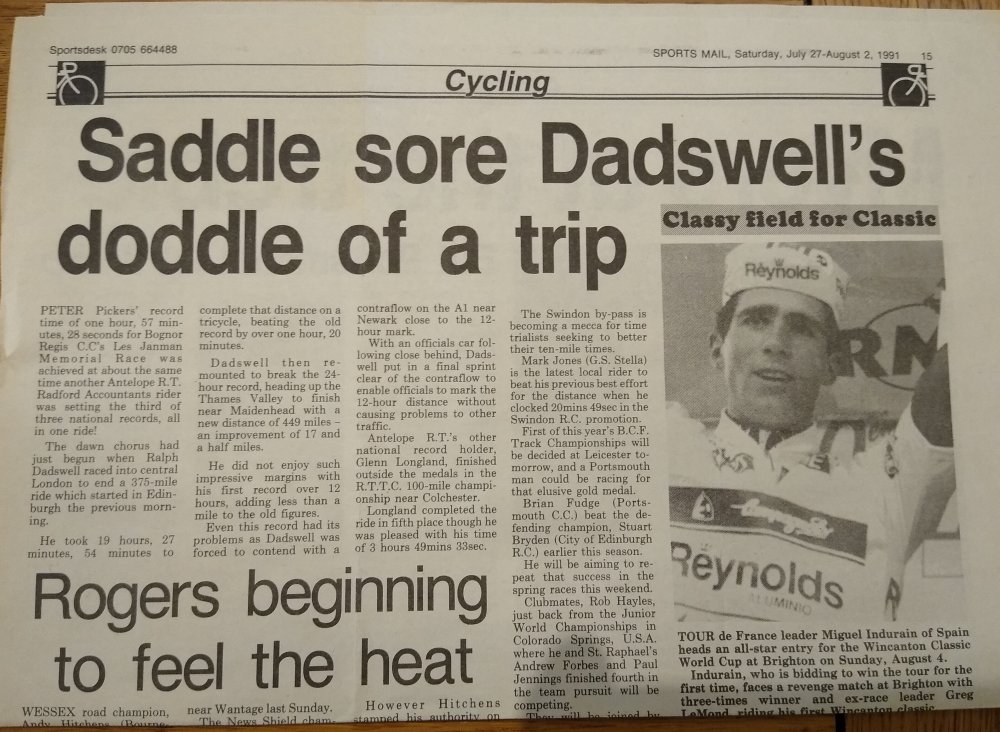 Sportsdesk 0705 664488
SPORTS MAIL, Saturday, July 27-August 2, 1991 15
Cycling
Saddle sore Dadswell's
doddle of a trip
PETER Pickers' record
time of one hour, 57 min-
utes, 28 seconds for Bognor
Regis C.C's Les Janman
Memorial Race was
achieved at about the same
time another Antelope R.T.
Radford Accountants rider
was setting the third of
three national records, all
in one ride!
The dawn chorus had
just begun when Ralph
Dadswell raced into central
London to end a 375-mile
ride which started in Edin-
burgh the previous morn-
ing.
He took 19 hours, 27
minutes, 54 minutes to
complete that distance on a
tricycle, beating the old
record by over one hour, 20
minutes.
Dadswell then re-
mounted to break the 24-
hour record, heading up the
Thames Valley to finish
near Maidenhead with a
new distance of 449 miles –
an improvement of 17 and
a half miles.
He did not enjoy such
impressive margins with
his first record over 12
hours, adding less than a
mile to the old figures.
Even this record had its
problems as Dadswell was
forced to contend with a
contraflow on the A1 near
Newark close to the 12-
hour mark.
With an officials car fol-
lowing close behind, Dads-
well put in a final sprint
clear of the contraflow to
enable officials to mark the
12-hour distance without
causing problems to other
traffic.
Antelope R.T.'s other
national record holder,
Glenn Longland, finished
outside the medals in the
R.T.T.C. 100-mile champi-
onship near Colchester.
Longland completed the
ride in fifth place though he
was pleased with his time
of 3 hours 49mins 33sec.
The Swindon by-pass is
becoming a mecca for time
trialists seeking to better
their ten-mile times.
Mark Jones (G.S. Stella)
is the latest local rider to
beat his previous best effort
for the distance when he
clocked 20mins 49sec in the
Swindon R.C. promotion.
First of this year's B.C.F.
Track Championships will
be decided at Leicester to-
morrow, and a Portsmouth
man could be racing for
that elusive gold medal.
Brian Fudge (Ports-
mouth C.C.) beat the de-
fending champion, Stuart
Bryden (City of Edinburgh
R.C.) earlier this season.
He will be aiming to re-
peat that success in the
spring races this weekend.
Clubmates, Rob Hayles,
just back from the Junior
World Championships in
Colorado Springs, U.S.A.
where he and St. Raphael's
Andrew Forbes and Paul
Jennings finished fourth in
the team pursuit will be
competing.
They will be joined by
Classy field for Classic
Reynolds
Reynolds
ALUMINIO
TOUR de France leader Miguel Indurain of Spain
heads an all-star entry for the Wincanton Classic
World Cup at Brighton on Sunday, August 4.
Indurain, who is bidding to win the tour for the
first time, faces a revenge match at Brighton with
three-times winner and ex-race leader Greg
LeMond, riding his first Wincanton classic
Rogers beginning
to feel the heat
WESSEX road champion,
Andy Hitchens (Bourne-
near Wantage last Sunday.
The News Shield cham-
However Hitchens
stamped his authority on